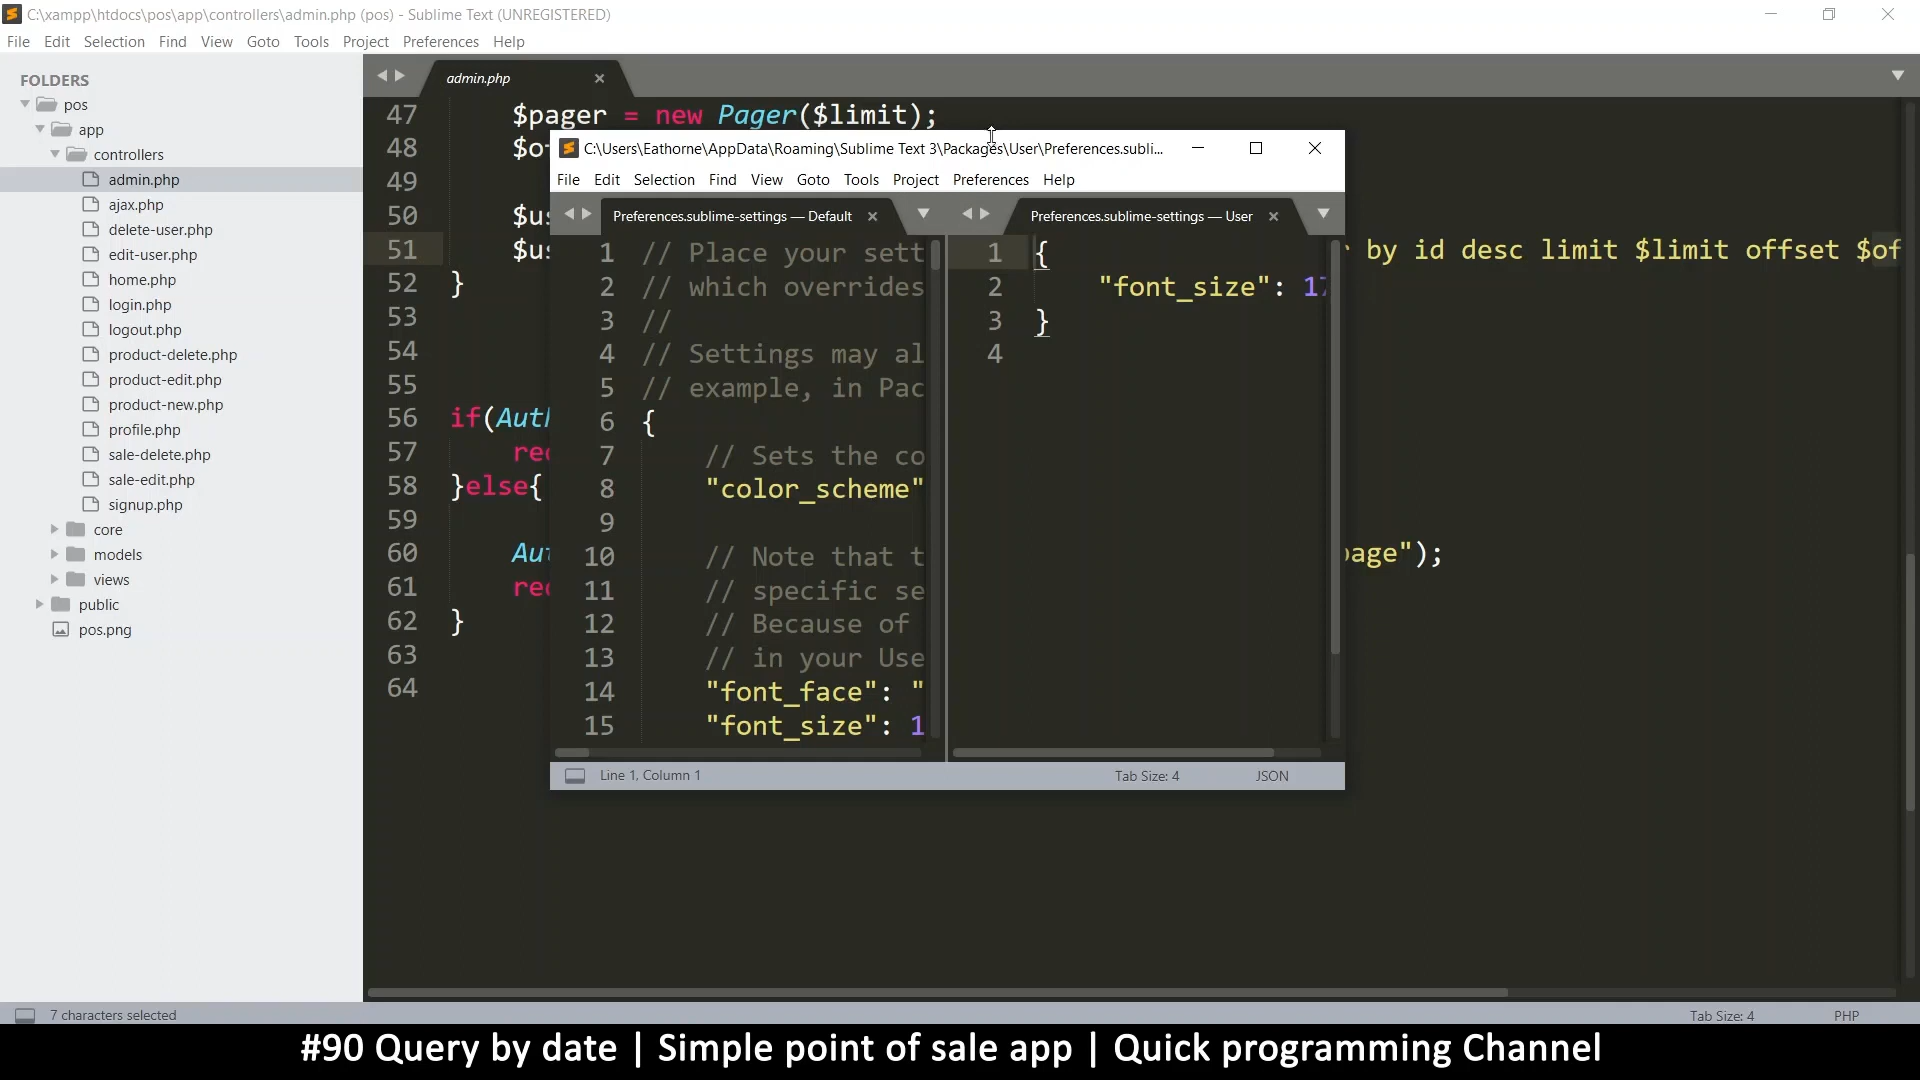 C:\xampp\htdocs\pos\app\controllers\admin.php (pos) - Sublime Text (UNREGISTERED)
File Edit Selection Find View Goto Tools Project Preferences Help
FOLDERS
pos
app
controllers
admin.php
ajax.php
delete-user.php
edit-user.php
home.php
login.php
logout.php
product-delete.php
product-edit.php
product-new.php
profile.php
sale-delete.php
sale-edit.php
signup.php
core
models
views
public
pos.png
admin.php
47 $pager = new Pager($limit);
48 $o
49
50 $u
51 $u by id desc limit $limit offset $of
52 }
53
54
55
56 if(Auth
57 re
58 }else{
59
60 Au age");
61 re
62 }
63
64
C:\Users\Eathorne\AppData\Roaming\Sublime Text 3\Packages\User\Preferences.subli...
File Edit Selection Find View Goto Tools Project Preferences Help
Preferences.sublime-settings — Default
1 // Place your sett
2 // which overrides
3 //
4 // Settings may al
5 // example, in Pac
6 {
7 // Sets the co
8 "color_scheme"
9
10 // Note that t
11 // specific se
12 // Because of
13 // in your Use
14 "font_face": "
15 "font_size": 1
Preferences.sublime-settings — User
1 {
2 "font_size": 17
3 }
4
Line 1, Column 1 Tab Size: 4 JSON
7 characters selected Tab Size: 4 PHP
#90 Query by date | Simple point of sale app | Quick programming Channel